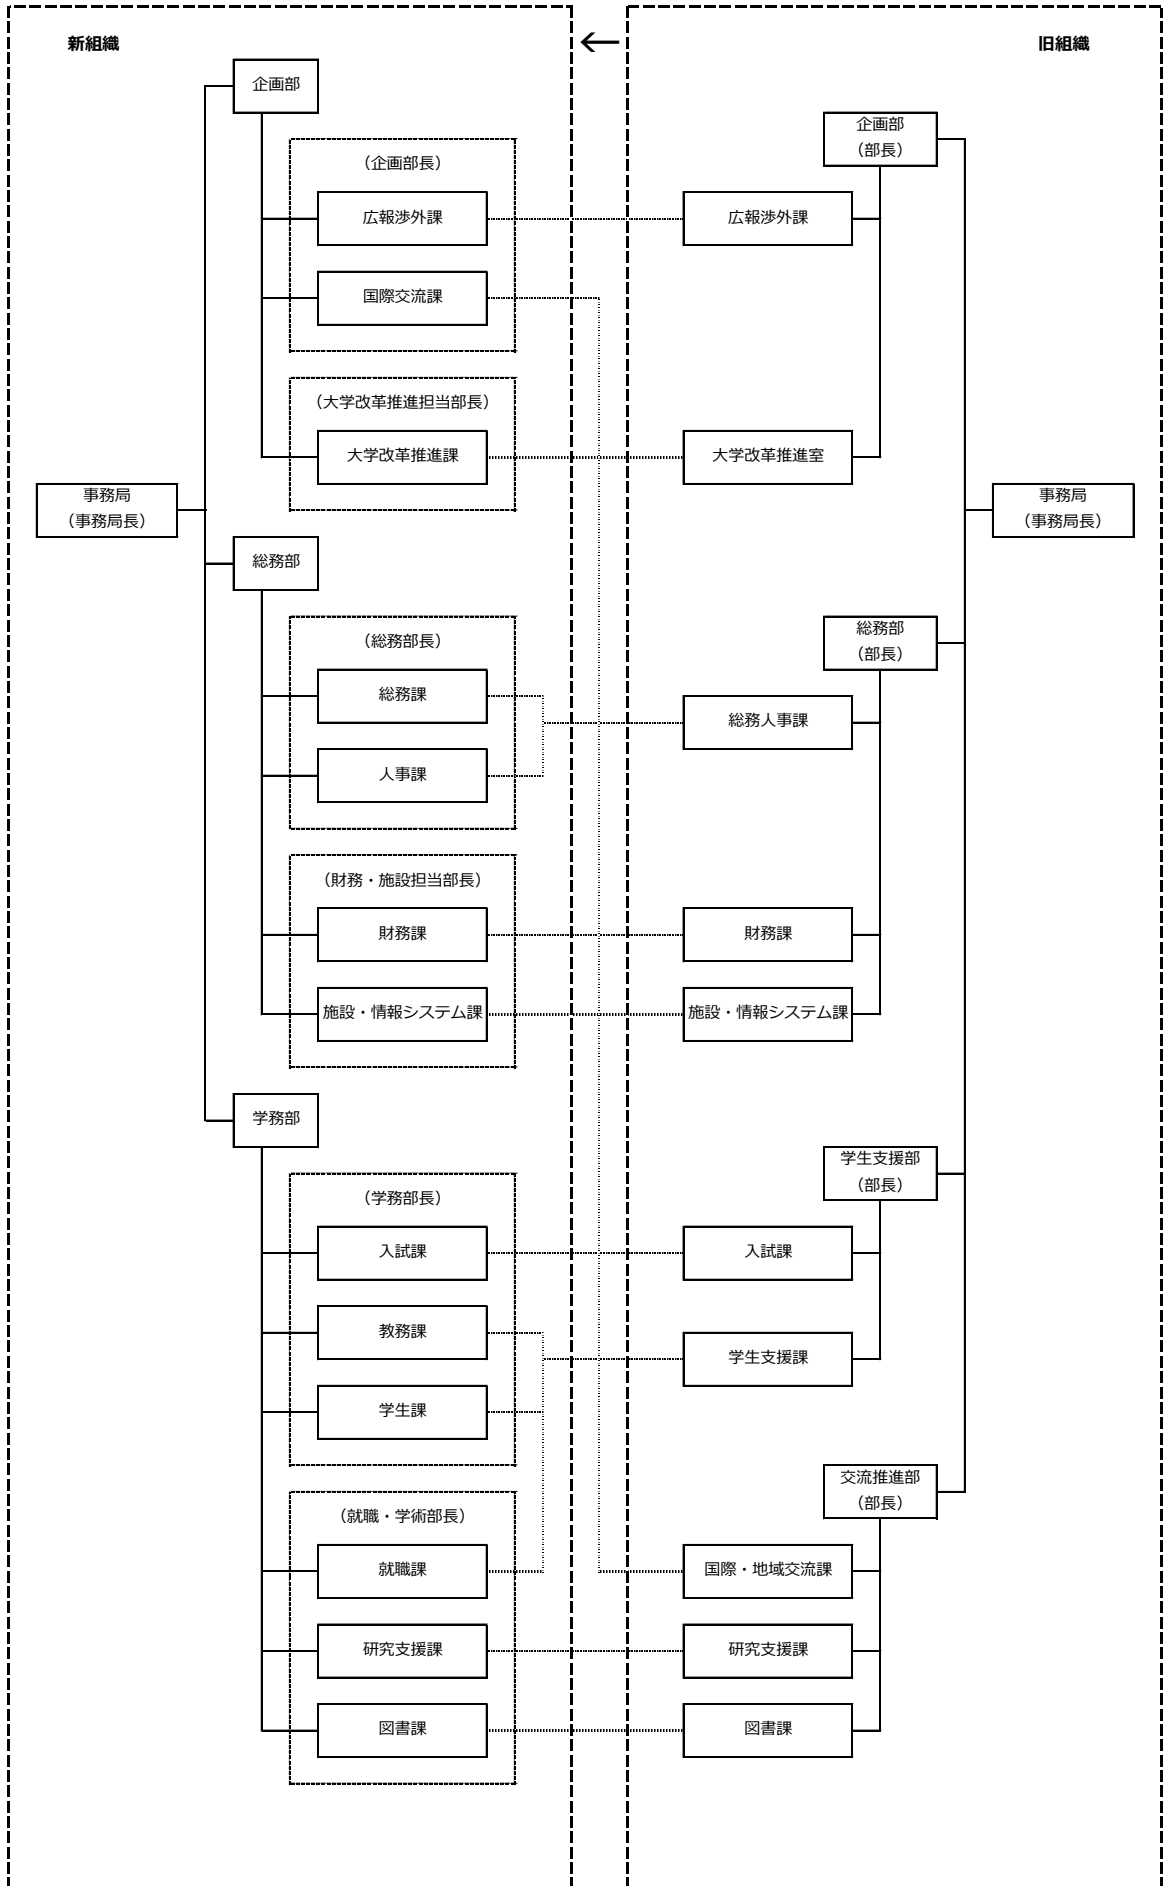 新組織
←
旧組織
企画部
（企画部長）
広報渉外課
国際交流課
（大学改革推進担当部長）
大学改革推進課
事務局
（事務局長）
総務部
（総務部長）
総務課
人事課
（財務・施設担当部長）
財務課
施設・情報システム課
学務部
（学務部長）
入試課
教務課
学生課
（就職・学術部長）
就職課
研究支援課
図書課
企画部
（部長）
広報渉外課
大学改革推進室
事務局
（事務局長）
総務部
（部長）
総務人事課
財務課
施設・情報システム課
学生支援部
（部長）
入試課
学生支援課
交流推進部
（部長）
国際・地域交流課
研究支援課
図書課